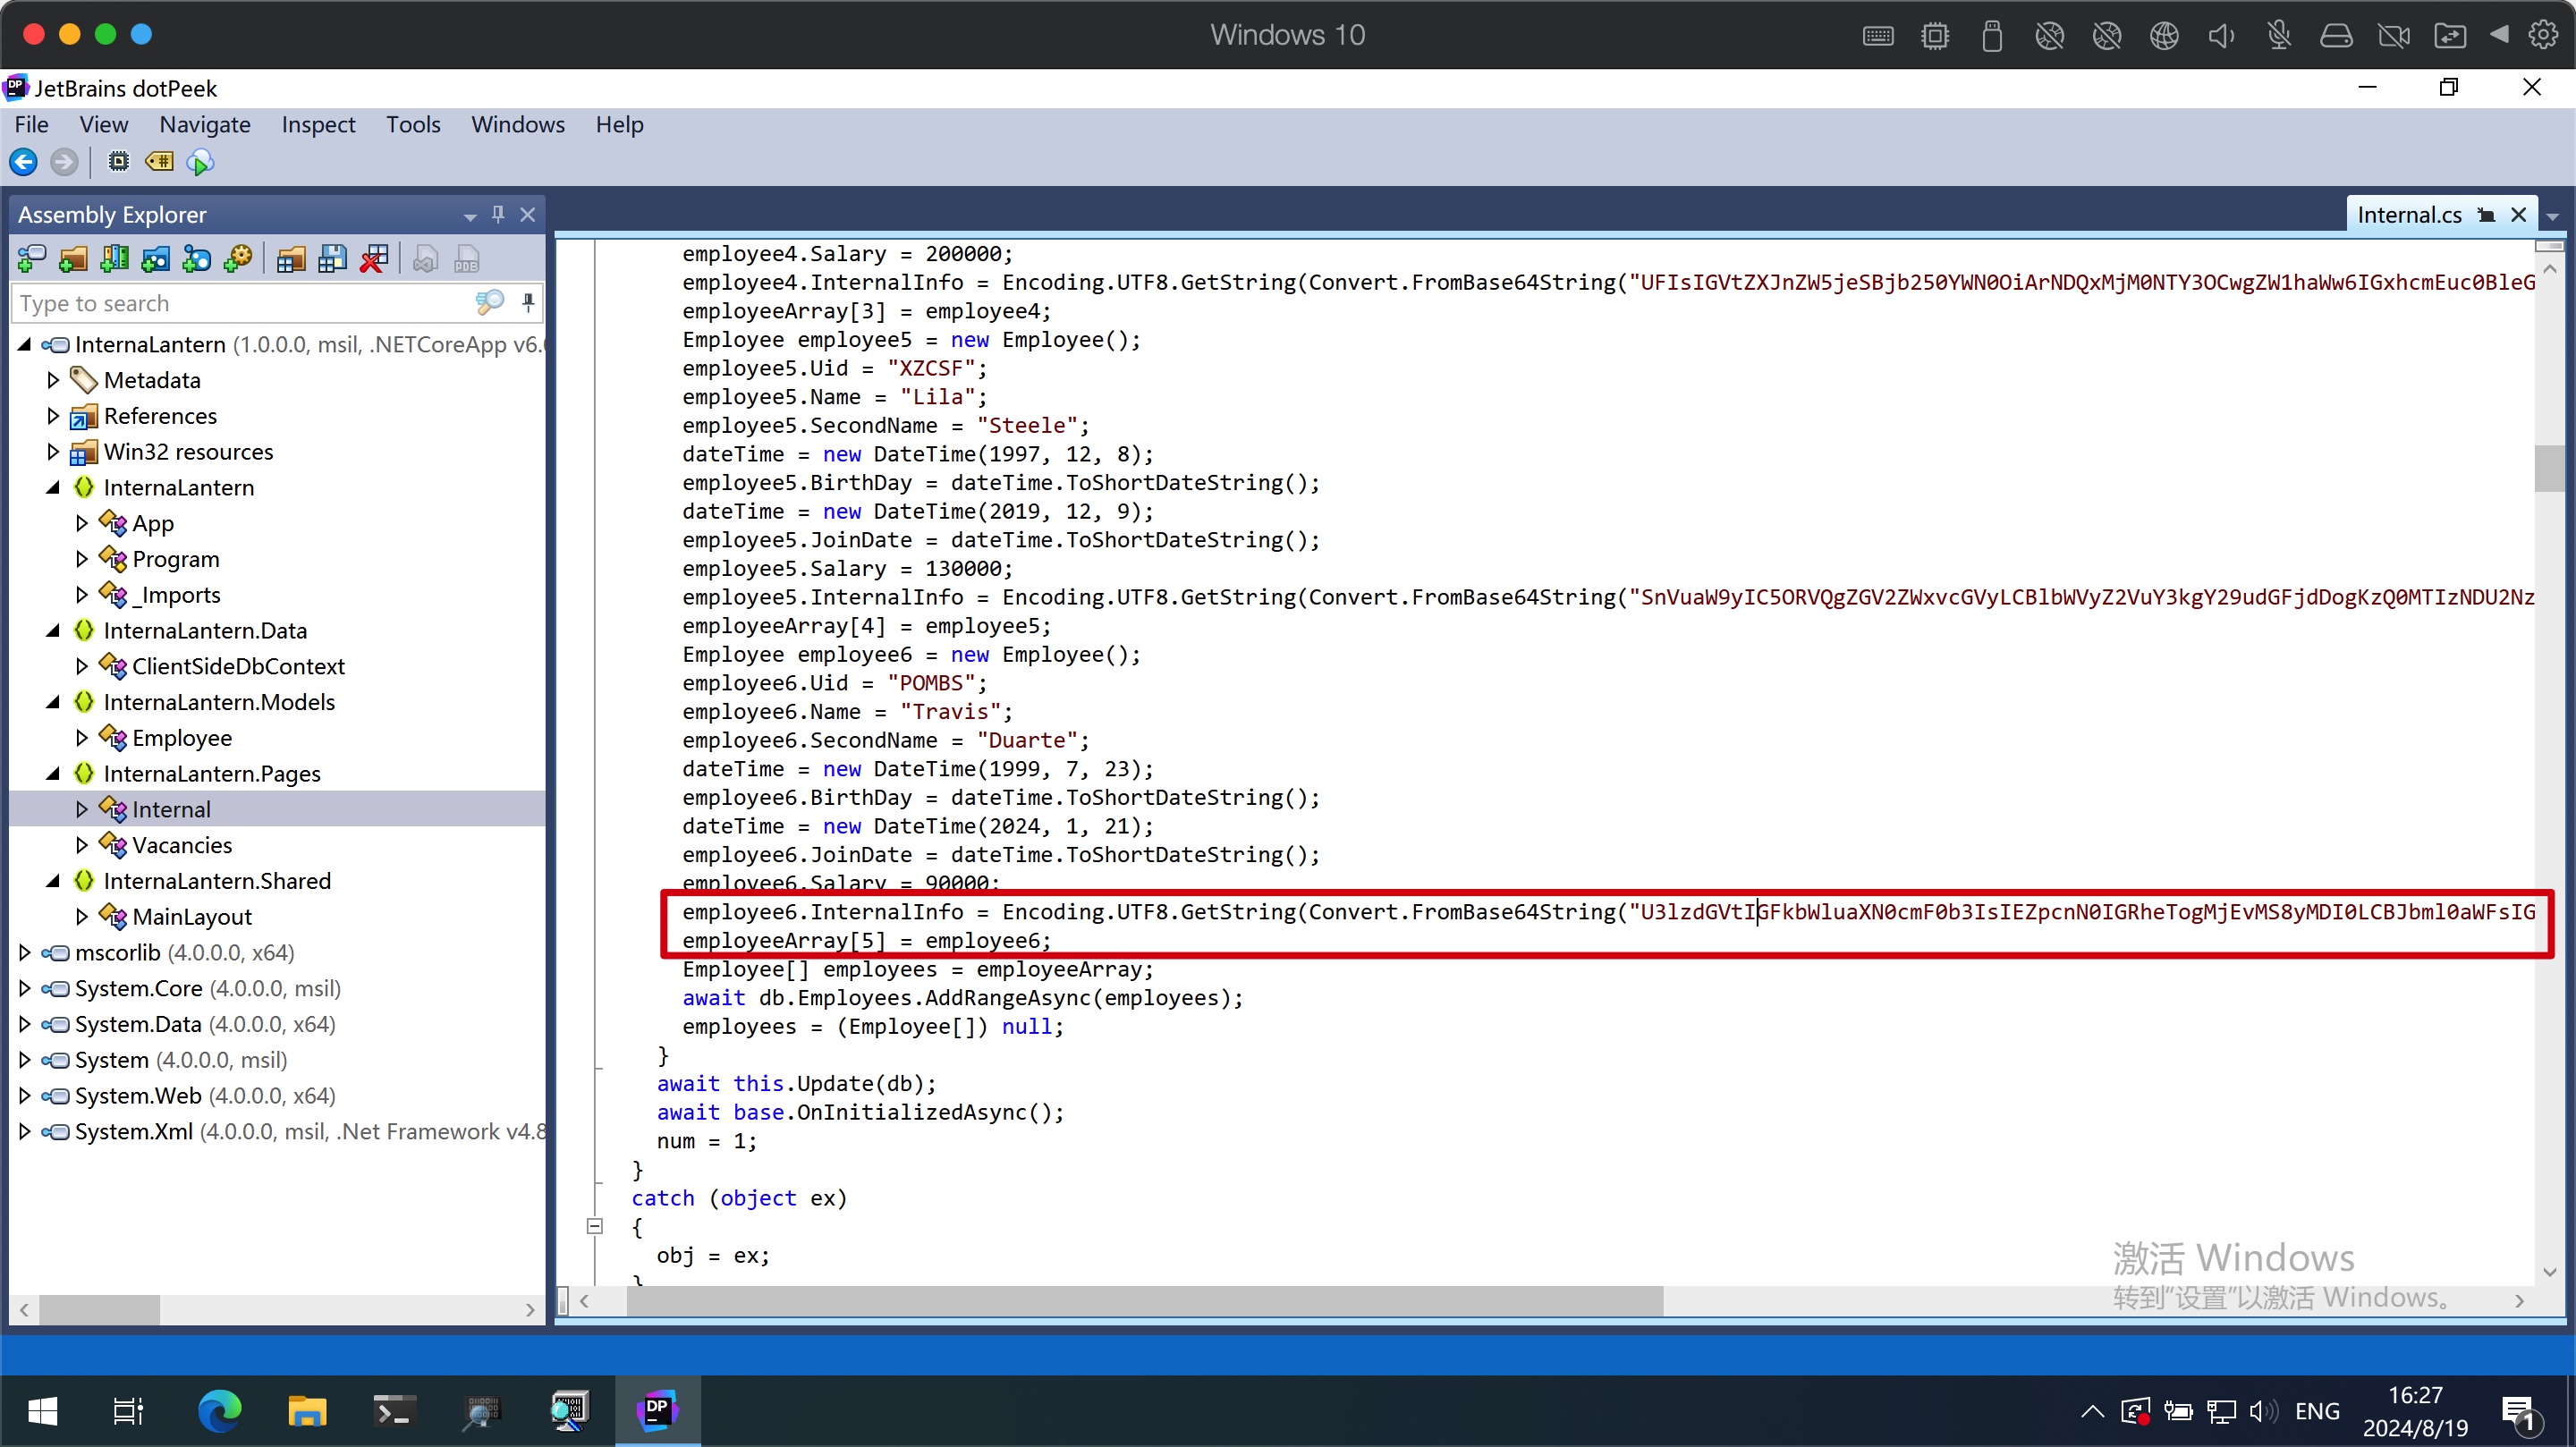 Windows 10
JetBrains dotPeek
File View Navigate Inspect Tools Windows Help
Assembly Explorer
Internal.cs
Type to search
InternaLantern (1.0.0.0, msil, .NETCoreApp v6.
Metadata
References
Win32 resources
InternaLantern
App
Program
_Imports
InternaLantern.Data
ClientSideDbContext
InternaLantern.Models
Employee
InternaLantern.Pages
Internal
Vacancies
InternaLantern.Shared
MainLayout
mscorlib (4.0.0.0, x64)
System.Core (4.0.0.0, msil)
System.Data (4.0.0.0, x64)
System (4.0.0.0, msil)
System.Web (4.0.0.0, x64)
System.Xml (4.0.0.0, msil, .Net Framework v4.8
employee4.Salary = 200000;
employee4.InternalInfo = Encoding.UTF8.GetString(Convert.FromBase64String("UFIsIGVtZXJnZW5jeSBjb250YWN0OiArNDQxMjM0NTY3OCwgZW1haWw6IGxhcmEuc0BleG
employeeArray[3] = employee4;
Employee employee5 = new Employee();
employee5.Uid = "XZCSF";
employee5.Name = "Lila";
employee5.SecondName = "Steele";
dateTime = new DateTime(1997, 12, 8);
employee5.BirthDay = dateTime.ToShortDateString();
dateTime = new DateTime(2019, 12, 9);
employee5.JoinDate = dateTime.ToShortDateString();
employee5.Salary = 130000;
employee5.InternalInfo = Encoding.UTF8.GetString(Convert.FromBase64String("SnVuaW9yIC5ORVQgZGV2ZWxvcGVyLCBlbWVyZ2VuY3kgY29udGFjdDogKzQ0MTIzNDU2Nz
employeeArray[4] = employee5;
Employee employee6 = new Employee();
employee6.Uid = "POMBS";
employee6.Name = "Travis";
employee6.SecondName = "Duarte";
dateTime = new DateTime(1999, 7, 23);
employee6.BirthDay = dateTime.ToShortDateString();
dateTime = new DateTime(2024, 1, 21);
employee6.JoinDate = dateTime.ToShortDateString();
employee6.Salary = 90000;
employee6.InternalInfo = Encoding.UTF8.GetString(Convert.FromBase64String("U3lzdGVtIGFkbWluaXN0cmF0b3IsIEZpcnN0IGRheTogMjEvMS8yMDI0LCBJbml0aWFsIG
employeeArray[5] = employee6;
Employee[] employees = employeeArray;
await db.Employees.AddRangeAsync(employees);
employees = (Employee[]) null;
}
await this.Update(db);
await base.OnInitializedAsync();
num = 1;
}
catch (object ex)
{
obj = ex;
}
激活 Windows
转到"设置"以激活 Windows。
DP
ENG
16:27
2024/8/19
1